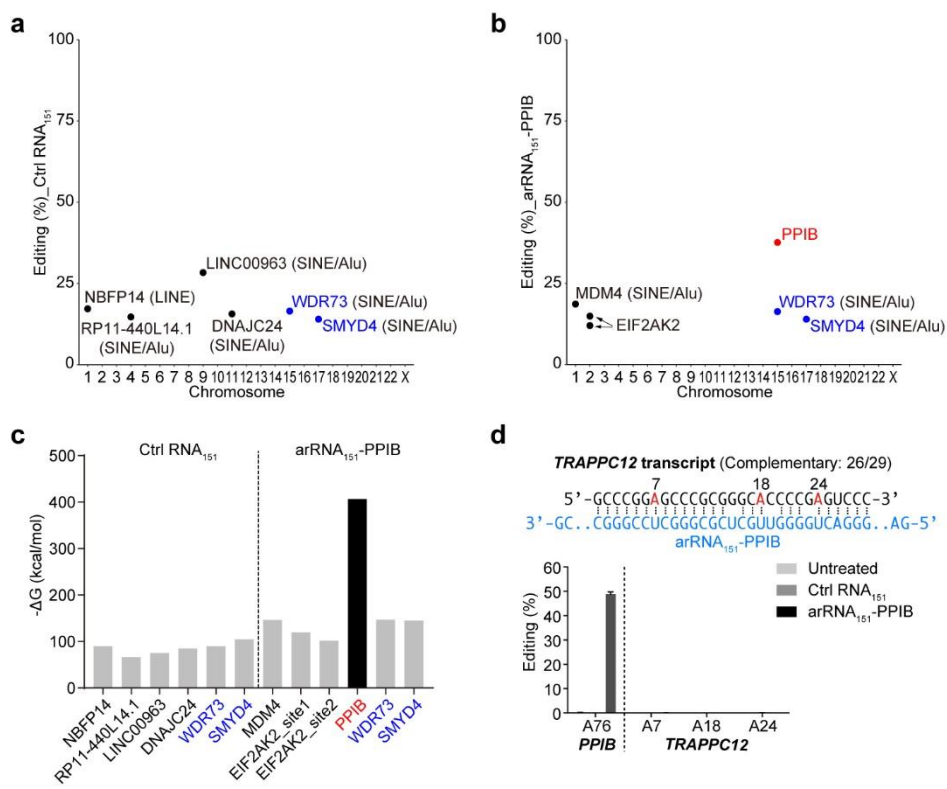 a
100
75
50
25
0
Editing (%)_Ctrl RNA151
LINC00963 (SINE/Alu)
NBFP14 (LINE)
WDR73 (SINE/Alu)
RP11-440L14.1
(SINE/Alu)
DNAJC24
(SINE/Alu)
SMYD4 (SINE/Alu)
1 2 3 4 5 6 7 8 9 10 11 12 13 14 15 16 17 18 19 20 21 22 X
Chromosome
b
100
75
50
25
0
Editing (%)_arRNA151-PPIB
PPIB
MDM4 (SINE/Alu)
WDR73 (SINE/Alu)
EIF2AK2
SMYD4 (SINE/Alu)
1 2 3 4 5 6 7 8 9 10 11 12 13 14 15 16 17 18 19 20 21 22 X
Chromosome
c
Ctrl RNA151 arRNA151-PPIB
500
400
300
200
100
0
-ΔG (kcal/mol)
NBFP14
RP11-440L14.1
LINC00963
DNAJC24
WDR73
SMYD4
MDM4
EIF2AK2_site1
EIF2AK2_site2
PPIB
WDR73
SMYD4
d
TRAPPC12 transcript (Complementary: 26/29)
7 18 24
5'-GCCCGGAGCCCGCGGGCACCCCGAGUCCC-3'
3'-GC..CGGGCCUCGGGCGCUCGUUGGGGUCAGGG..AG-5'
arRNA151-PPIB
Untreated
Ctrl RNA151
arRNA151-PPIB
60
50
40
30
20
10
0
Editing (%)
A76 A7 A18 A24
PPIB TRAPPC12